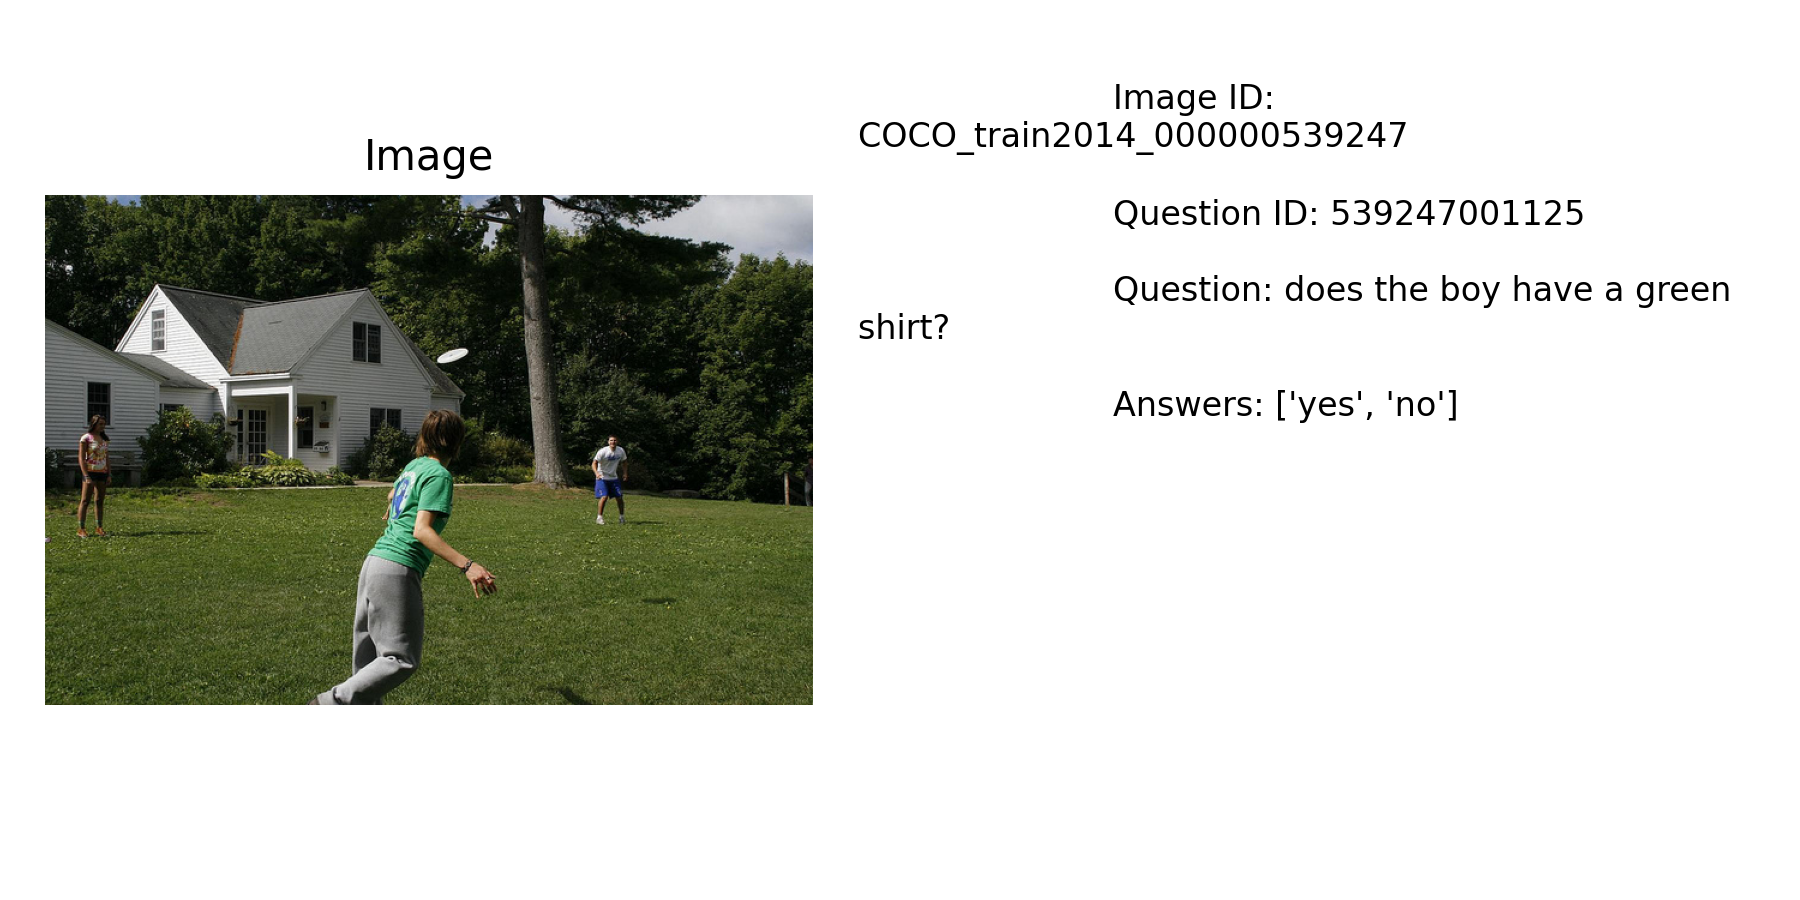 Image
Image ID:
COCO_train2014_000000539247
Question ID: 539247001125
Question: does the boy have a green
shirt?
Answers: ['yes', 'no']